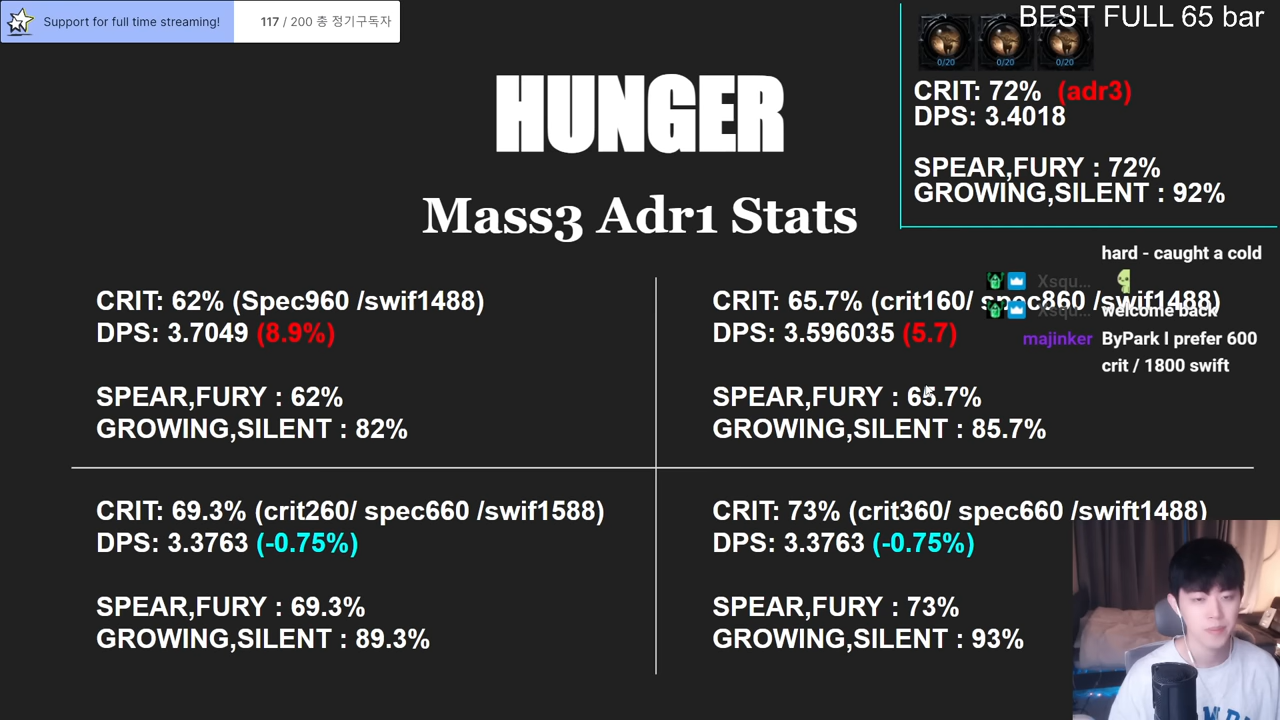 Support for full time streaming!
117 / 200 총 정기구독자
BEST FULL 65 bar
0/20 0/20 0/20
CRIT: 72% (adr3)
DPS: 3.4018
SPEAR,FURY : 72%
GROWING,SILENT : 92%
HUNGER
Mass3 Adr1 Stats
CRIT: 62% (Spec960 /swif1488)
DPS: 3.7049 (8.9%)
SPEAR,FURY : 62%
GROWING,SILENT : 82%
CRIT: 65.7% (crit160/ spec860 /swif1488)
DPS: 3.596035 (5.7)
SPEAR,FURY : 65.7%
GROWING,SILENT : 85.7%
hard - caught a cold
Xsqu...
Xsqu... welcome back
majinker ByPark I prefer 600
crit / 1800 swift
CRIT: 69.3% (crit260/ spec660 /swif1588)
DPS: 3.3763 (-0.75%)
SPEAR,FURY : 69.3%
GROWING,SILENT : 89.3%
CRIT: 73% (crit360/ spec660 /swift1488)
DPS: 3.3763 (-0.75%)
SPEAR,FURY : 73%
GROWING,SILENT : 93%